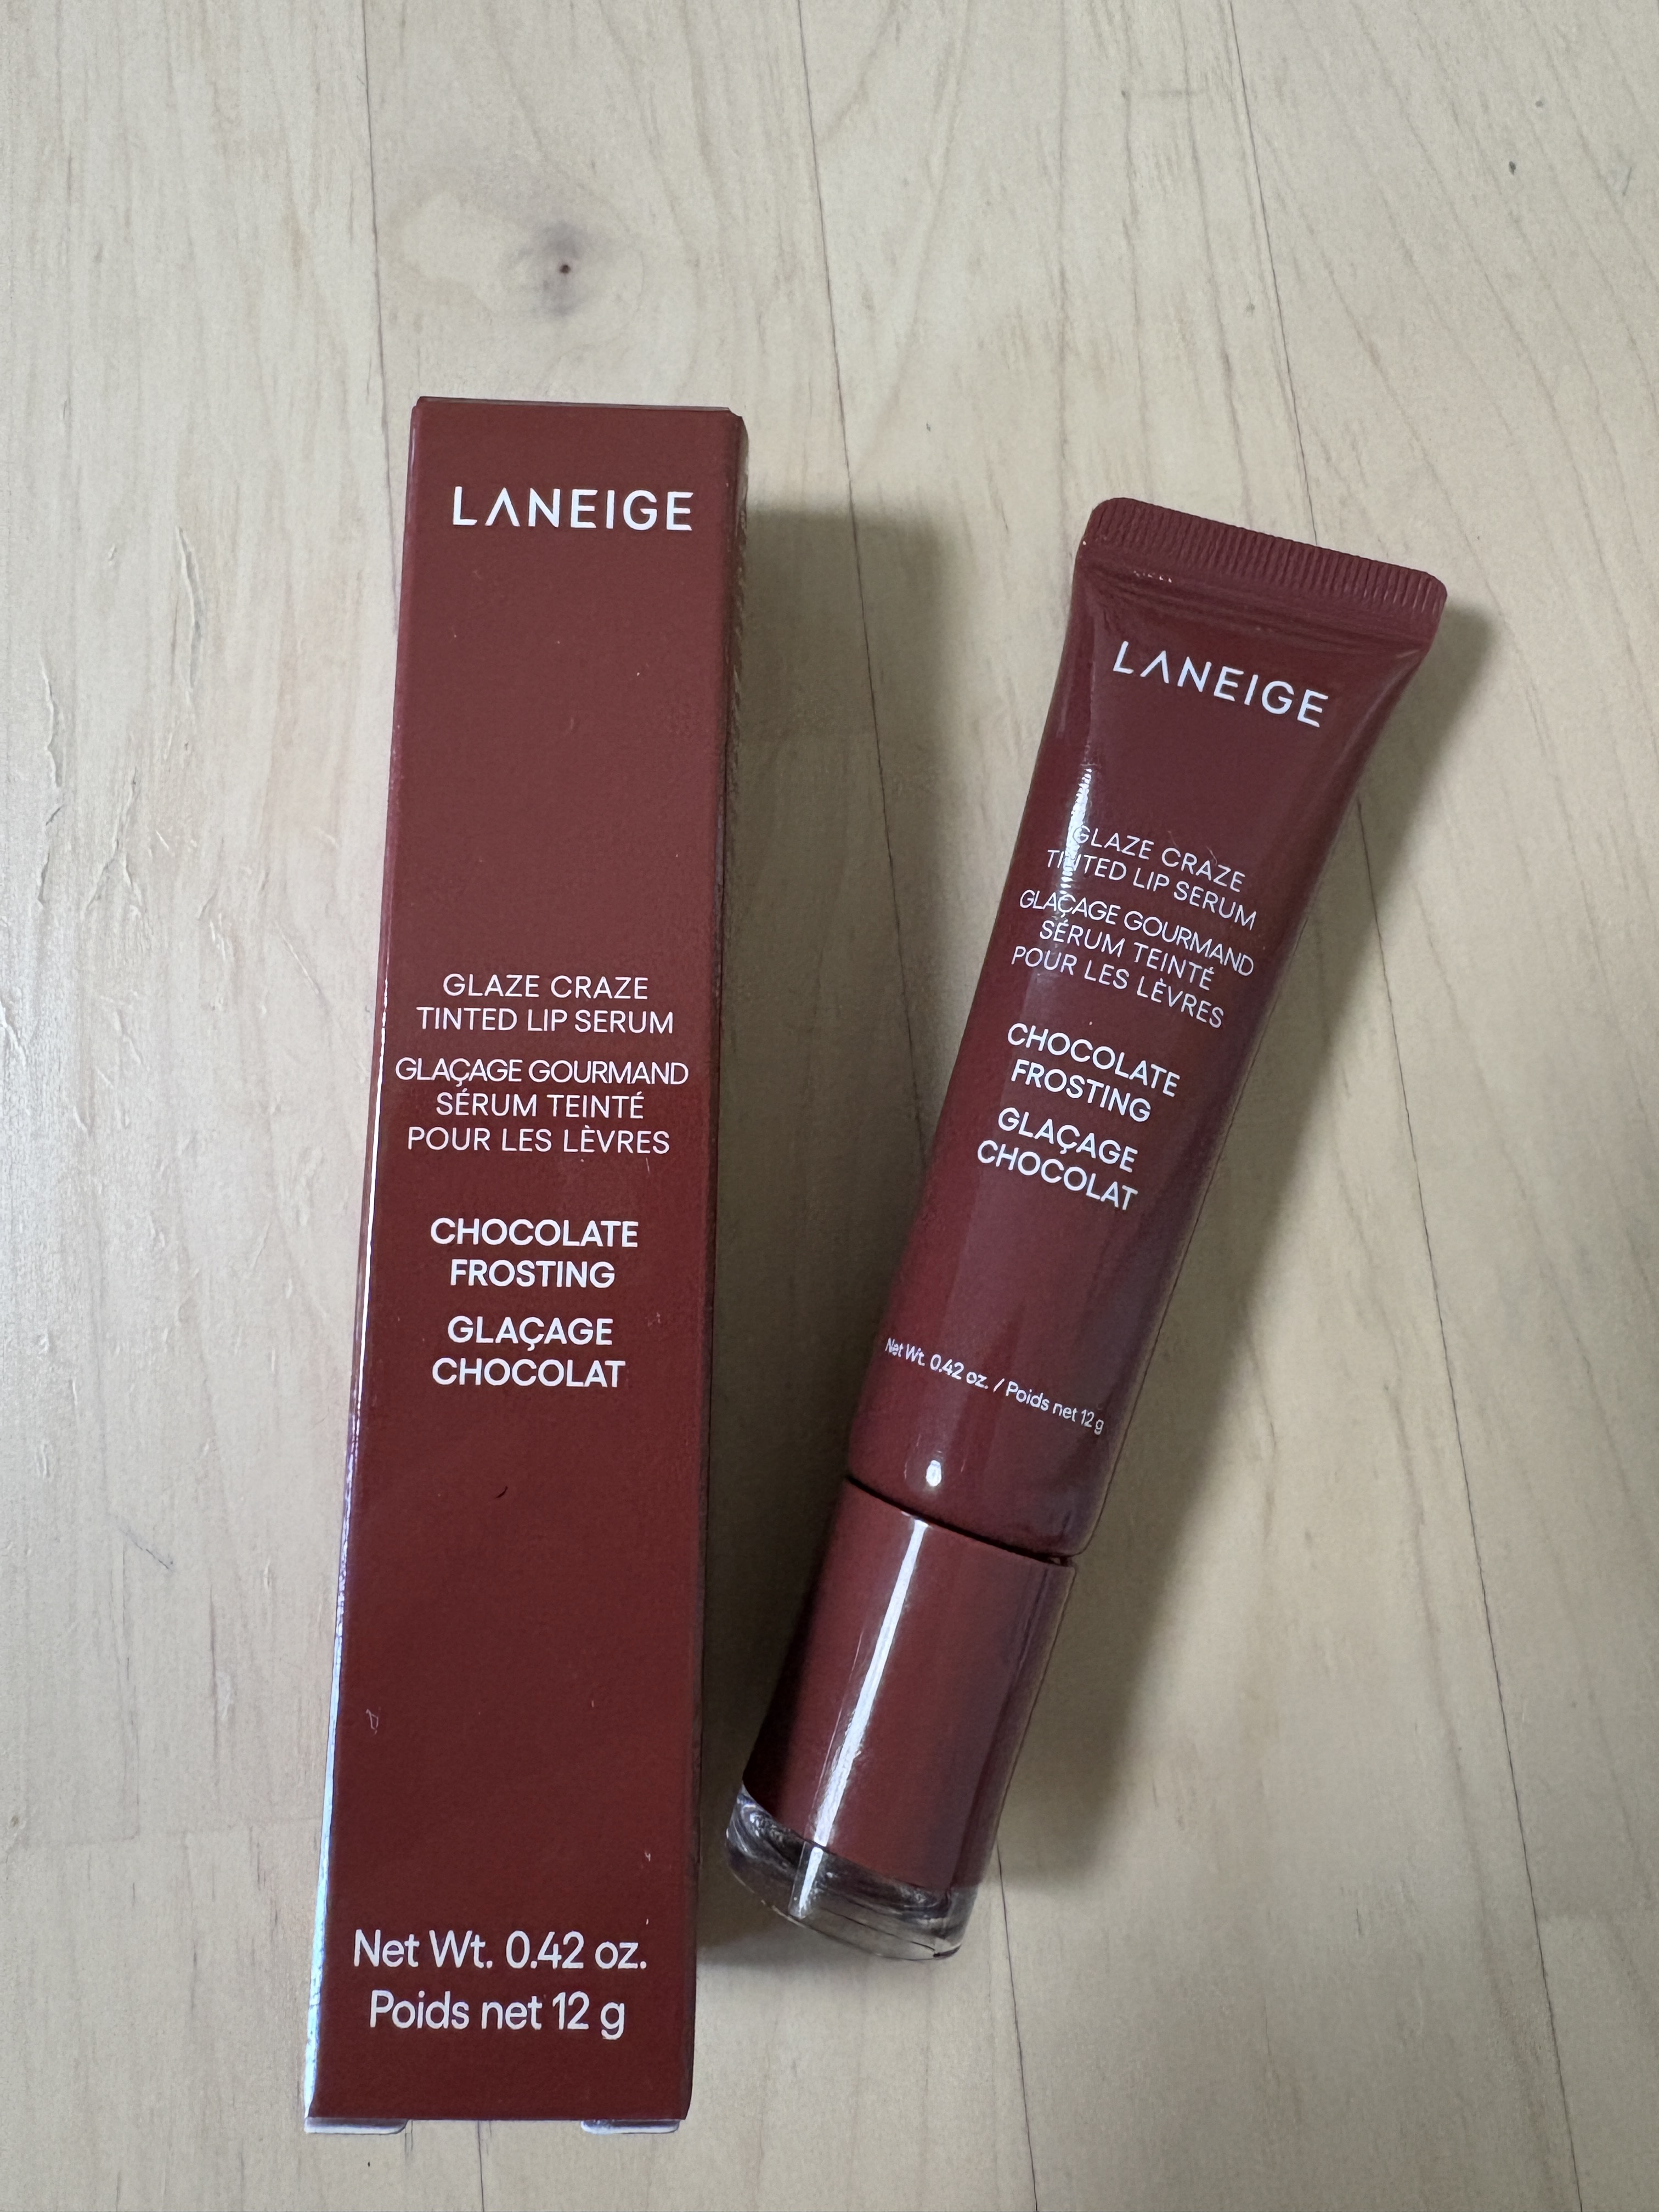 LANEIGE
GLAZE CRAZE
TINTED LIP SERUM
GLAÇAGE GOURMAND
SÉRUM TEINTÉ
POUR LES LÈVRES
CHOCOLATE
FROSTING
GLAÇAGE
CHOCOLAT
Net Wt. 0.42 oz.
Poids net 12 g
LANEIGE
GLAZE CRAZE
TINTED LIP SERUM
GLAÇAGE GOURMAND
SÉRUM TEINTÉ
POUR LES LÈVRES
CHOCOLATE
FROSTING
GLAÇAGE
CHOCOLAT
Net Wt. 0.42 oz. / Poids net 12 g